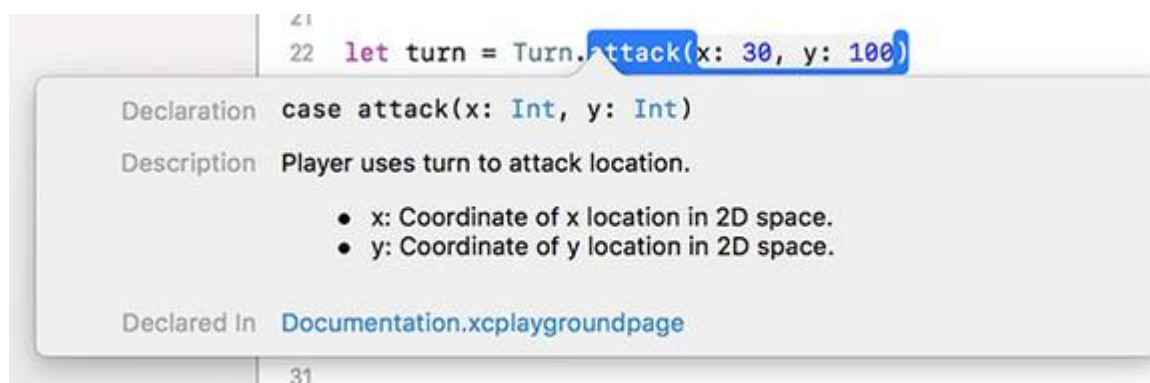 21
22 let turn = Turn.attack(x: 30, y: 100)
Declaration case attack(x: Int, y: Int)
Description Player uses turn to attack location.
• x: Coordinate of x location in 2D space.
• y: Coordinate of y location in 2D space.
Declared In Documentation.xcplaygroundpage
31